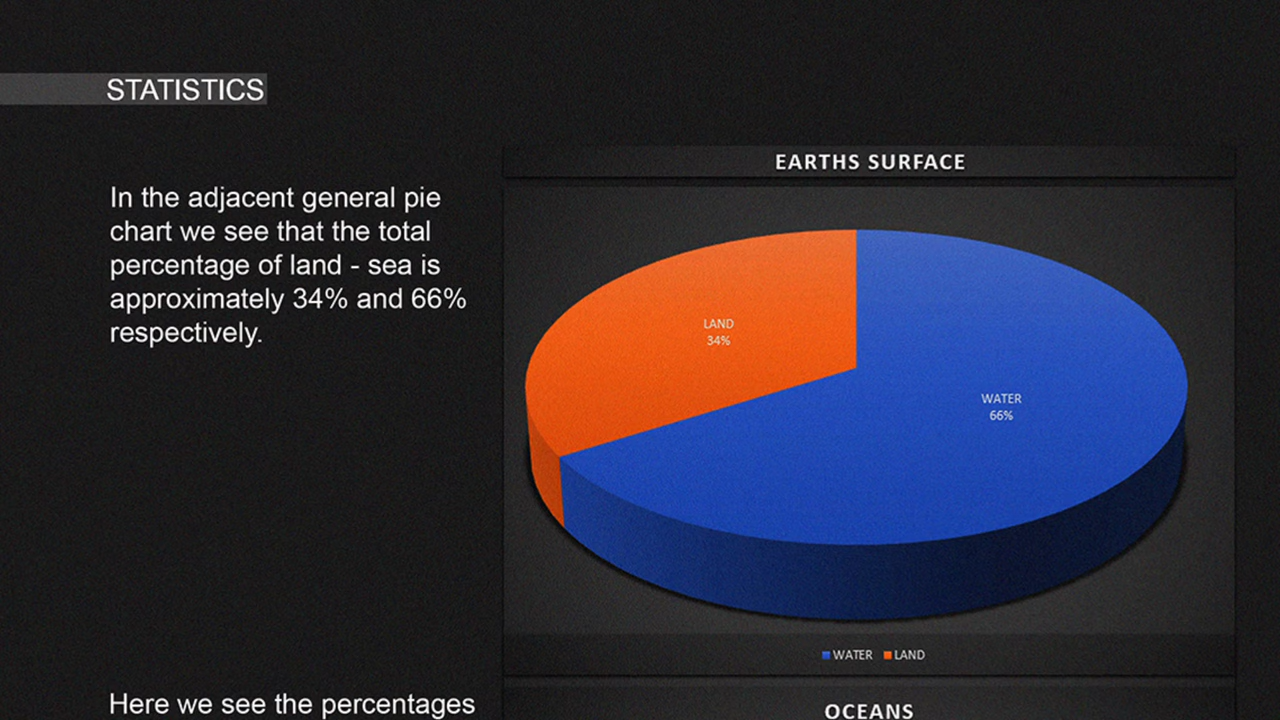 STATISTICS
In the adjacent general pie
chart we see that the total
percentage of land - sea is
approximately 34% and 66%
respectively.
EARTHS SURFACE
LAND
34%
WATER
66%
WATER LAND
Here we see the percentages
OCEANS